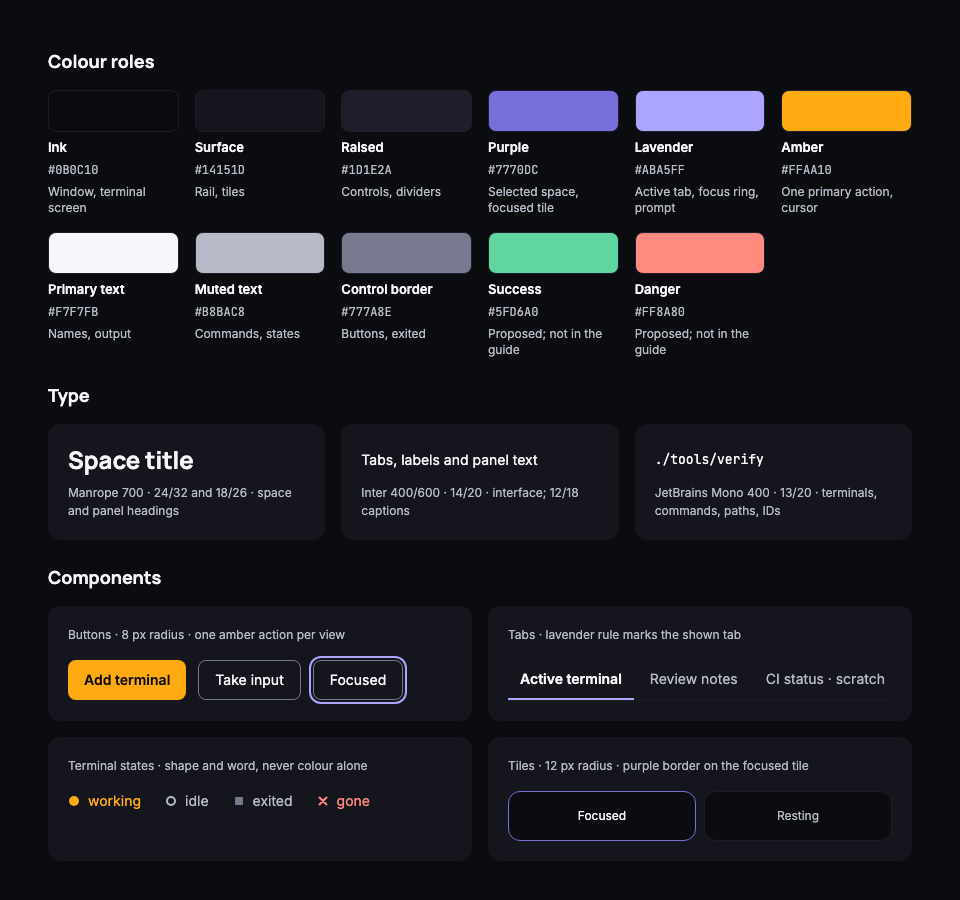 Colour roles
Ink
#0B0C10
Window, terminal
screen
Surface
#14151D
Rail, tiles
Raised
#1D1E2A
Controls, dividers
Purple
#7770DC
Selected space,
focused tile
Lavender
#ABA5FF
Active tab, focus ring,
prompt
Amber
#FFAA10
One primary action,
cursor
Primary text
#F7F7FB
Names, output
Muted text
#B8BAC8
Commands, states
Control border
#777A8E
Buttons, exited
Success
#5FD6A0
Proposed; not in the
guide
Danger
#FF8A80
Proposed; not in the
guide
Type
Space title
Manrope 700 · 24/32 and 18/26 · space
and panel headings
Tabs, labels and panel text
Inter 400/600 · 14/20 · interface; 12/18
captions
./tools/verify
JetBrains Mono 400 · 13/20 · terminals,
commands, paths, IDs
Components
Buttons · 8 px radius · one amber action per view
Add terminal
Take input
Focused
Tabs · lavender rule marks the shown tab
Active terminal
Review notes
CI status · scratch
Terminal states · shape and word, never colour alone
working
idle
exited
gone
Tiles · 12 px radius · purple border on the focused tile
Focused
Resting